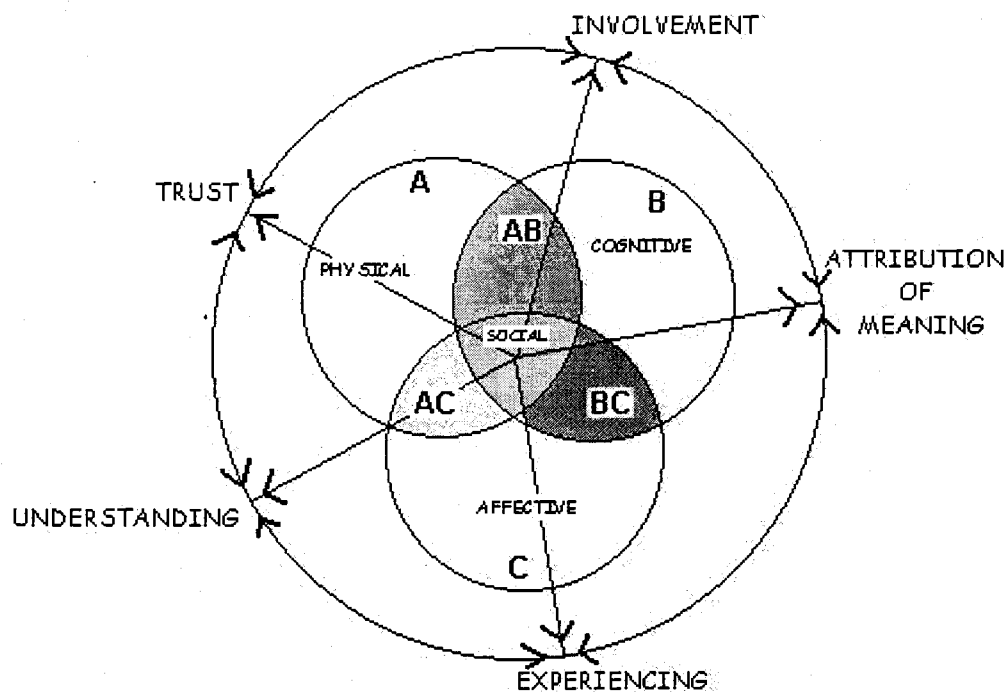 INVOLVEMENT
TRUST
A
B
AB
COGNITIVE
PHYSICAL
ATTRIBUTION
OF
MEANING
SOCIAL
AC
BC
UNDERSTANDING
AFFECTIVE
C
EXPERIENCING